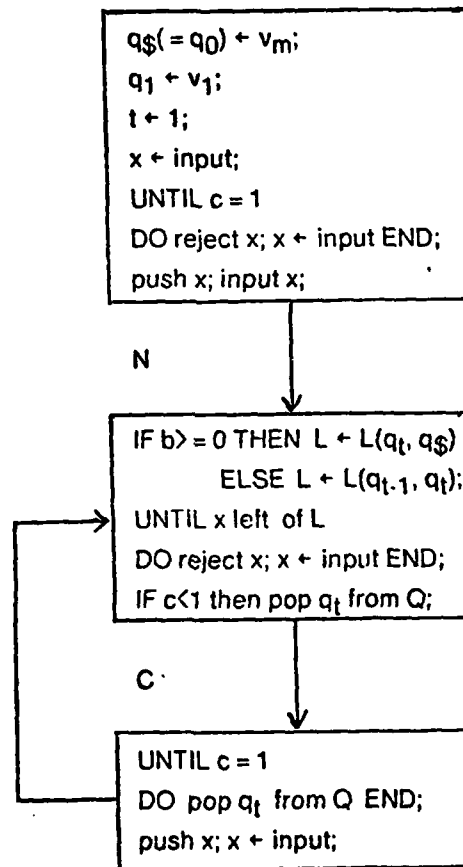 q$(= q0) ← vm;
q1 ← v1;
t ← 1;
x ← input;
UNTIL c = 1
DO reject x; x ← input END;
push x; input x;
N
IF b>= 0 THEN L ← L(qt, q$)
ELSE L ← L(qt-1, qt);
UNTIL x left of L
DO reject x; x ← input END;
IF c<1 then pop qt from Q;
C
UNTIL c = 1
DO pop qt from Q END;
push x; x ← input;